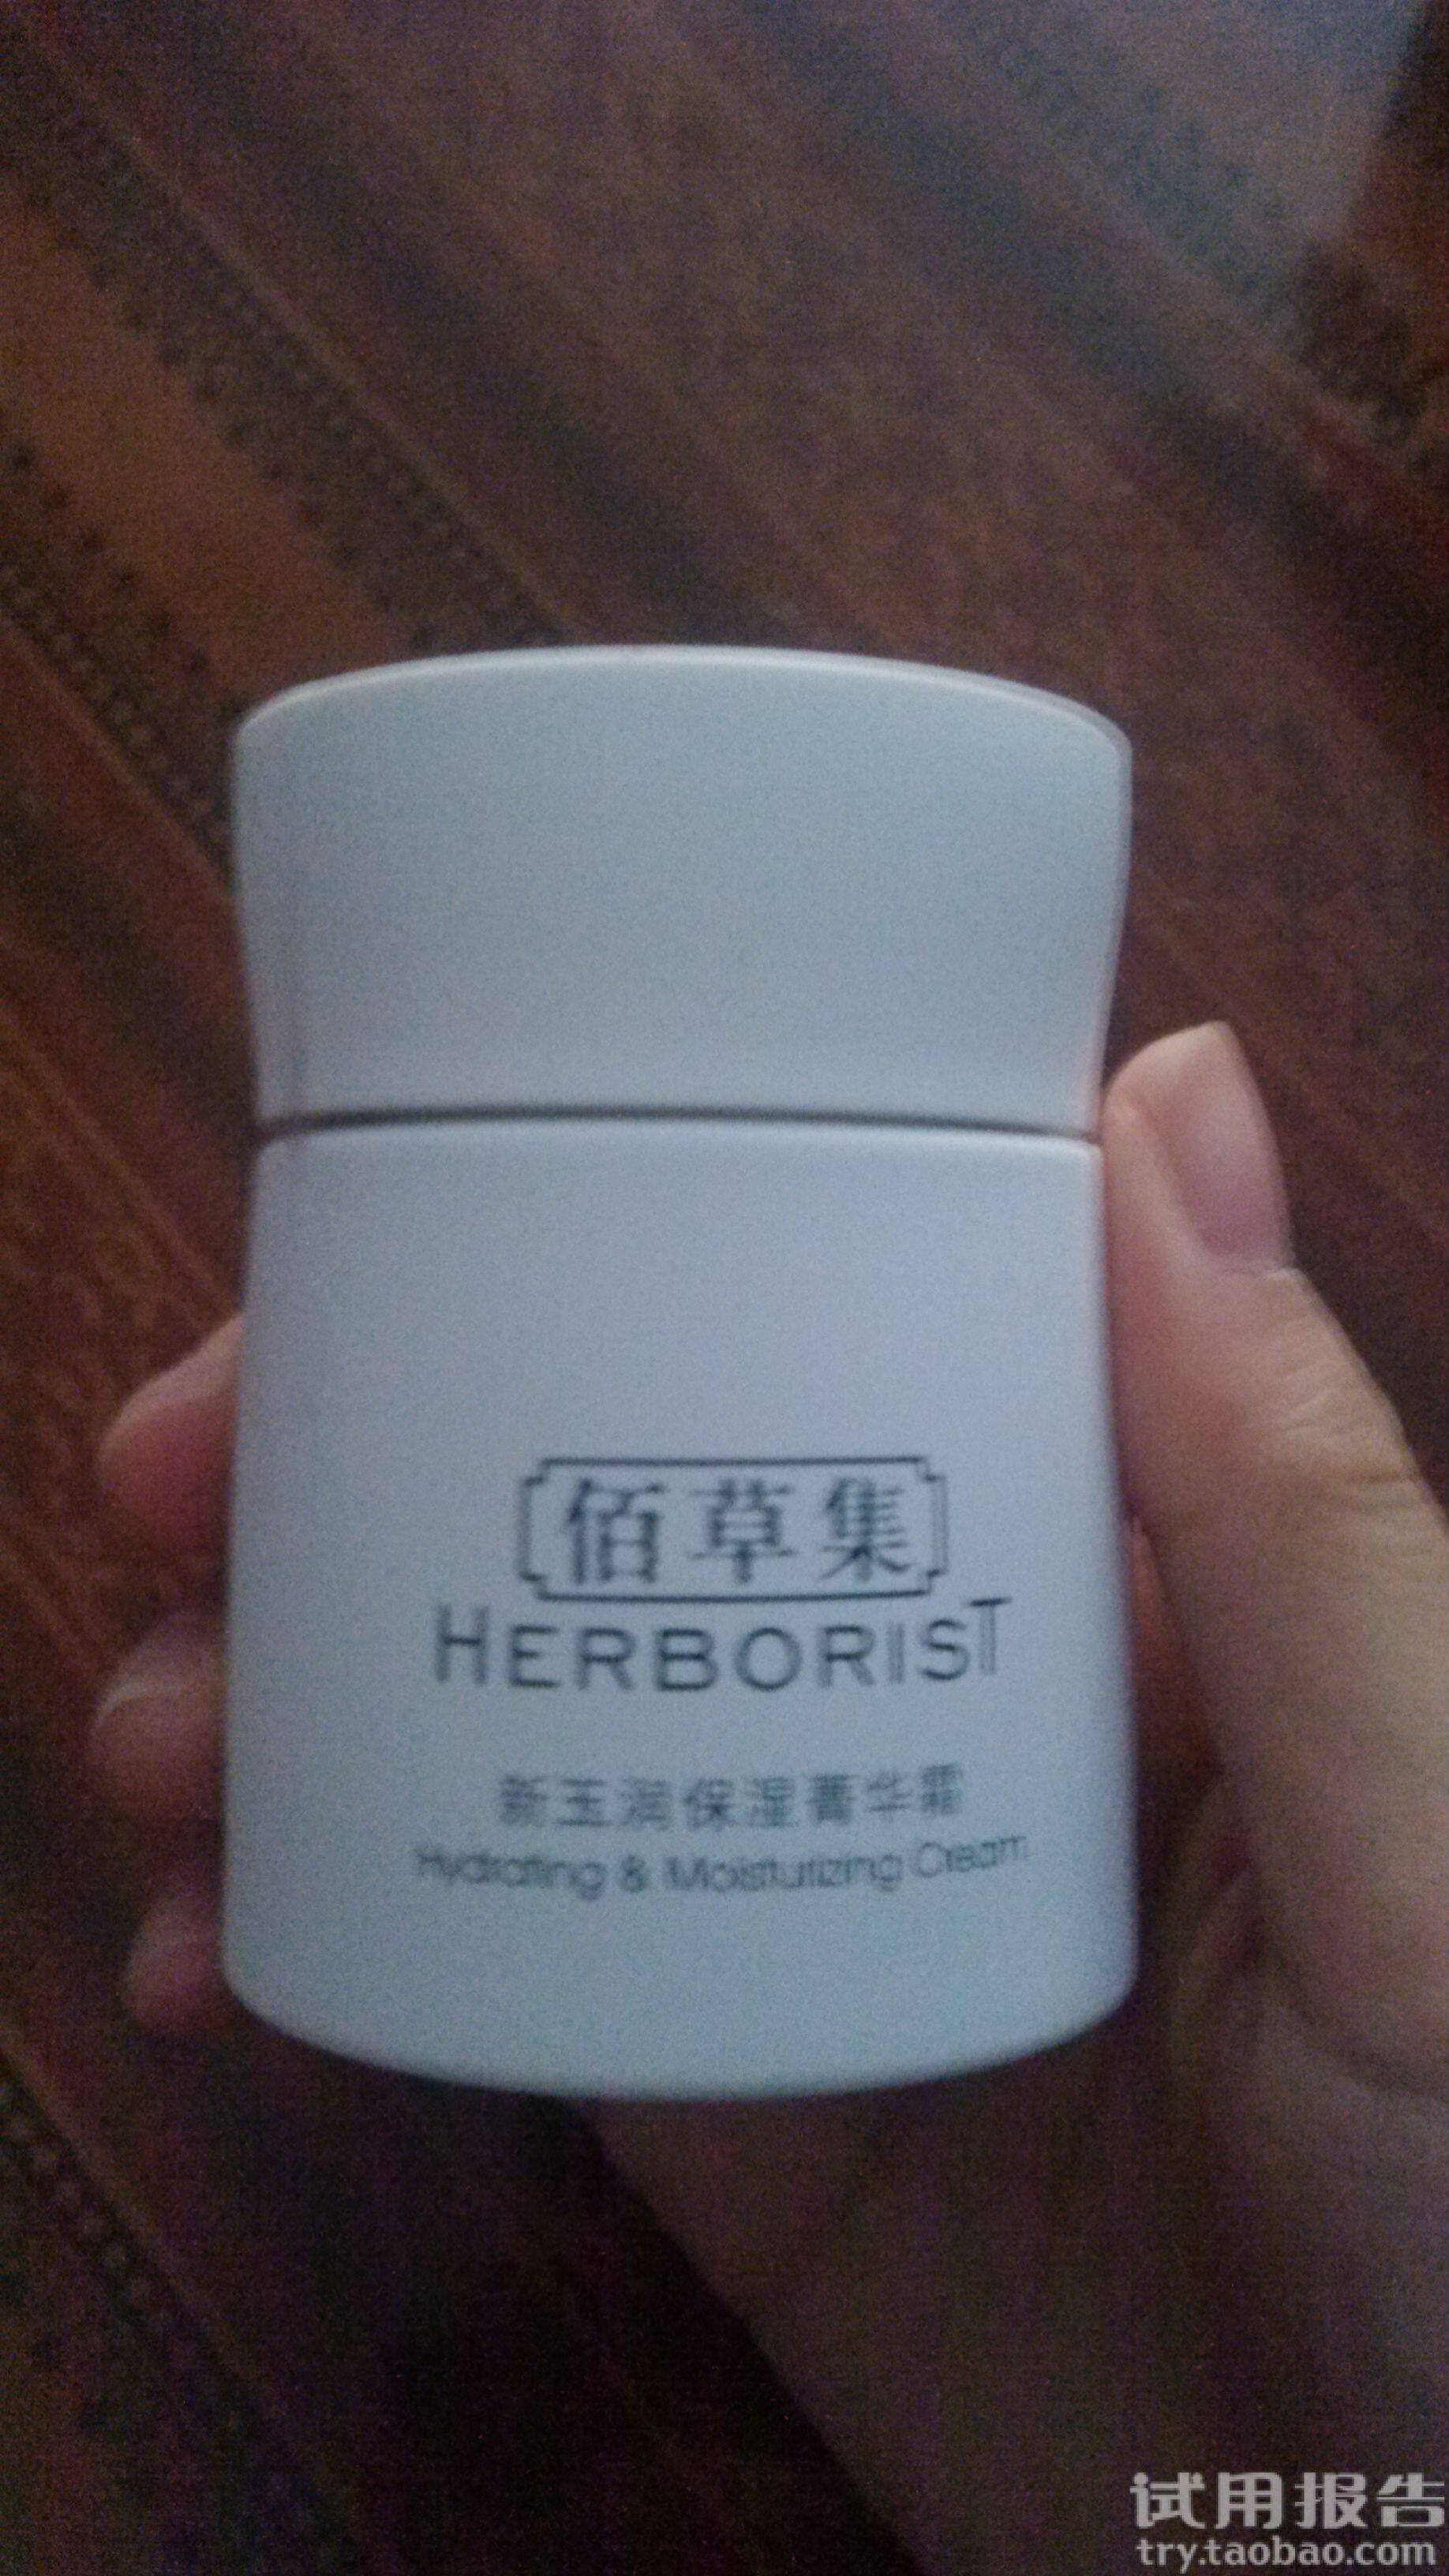 佰草集
HERBORIST
新玉润保湿菁华霜
Hydrating & Moisturizing Cream
试用报告
try.taobao.com